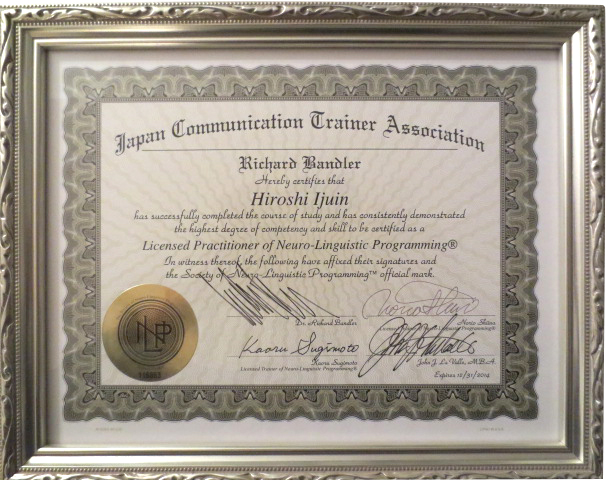 Japan Communication Trainer Association
Richard Bandler
Hereby certifies that
Hiroshi Ijuin
has successfully completed the course of study and has consistently demonstrated
the highest degree of competency and skill to be certified as a
Licensed Practitioner of Neuro-Linguistic Programming®
In witness thereof, the following have affixed their signatures and
the Society of Neuro-Linguistic Programming™ official mark.
Dr. Richard Bandler
Licensed Programming®
Kaoru Sugimoto
Kaoru Sugimoto
Licensed Trainer of Neuro-Linguistic Programming®
John J. La Valle, M.B.A.
Expires 12/31/2014
NLP